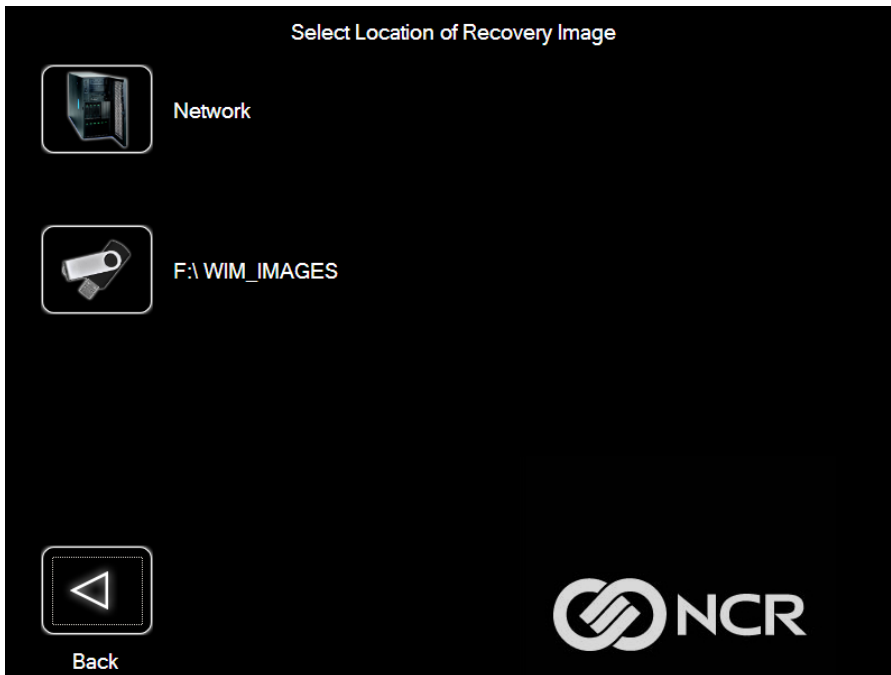 Select Location of Recovery Image
Network
F:\ WIM_IMAGES
Back
NCR